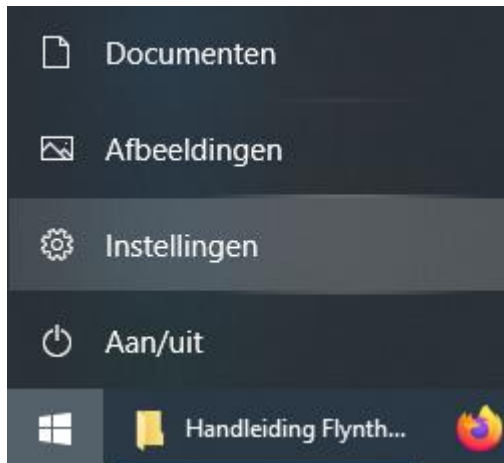 Documenten
Afbeeldingen
Instellingen
Aan/uit
Handleiding Flynth...